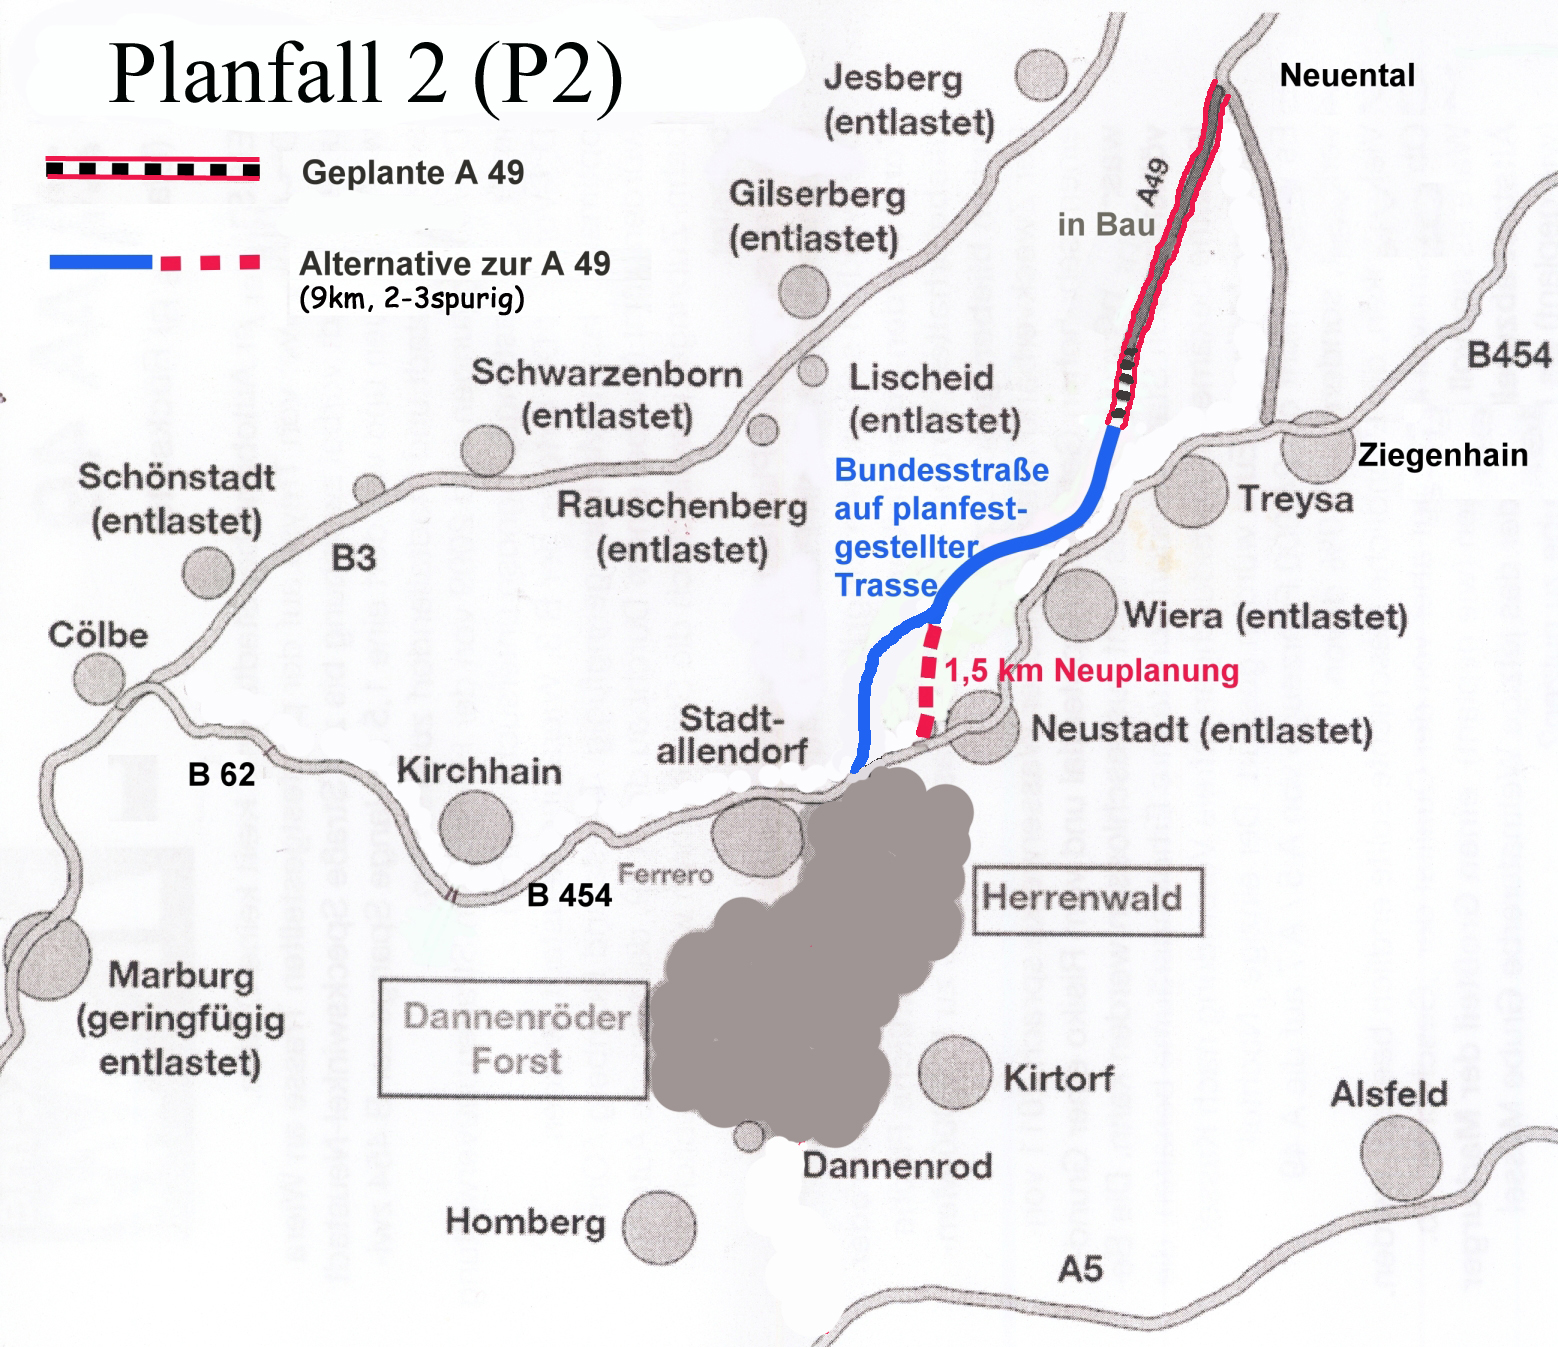 Planfall 2 (P2)
Geplante A 49
Alternative zur A 49
(9km, 2-3spurig)
Jesberg
(entlastet)
Neuental
Gilserberg
(entlastet)
A49
in Bau
B454
Schwarzenborn
(entlastet)
Lischeid
(entlastet)
Schönstadt
(entlastet)
Rauschenberg
(entlastet)
Bundesstraße
auf planfest-
gestellter
Trasse
Ziegenhain
Treysa
B3
Cölbe
Wiera (entlastet)
1,5 km Neuplanung
Stadt-
allendorf
Neustadt (entlastet)
B 62
Kirchhain
Ferrero
B 454
Herrenwald
Marburg
(geringfügig
entlastet)
Dannenröder
Forst
Kirtorf
Alsfeld
Dannenrod
Homberg
A5